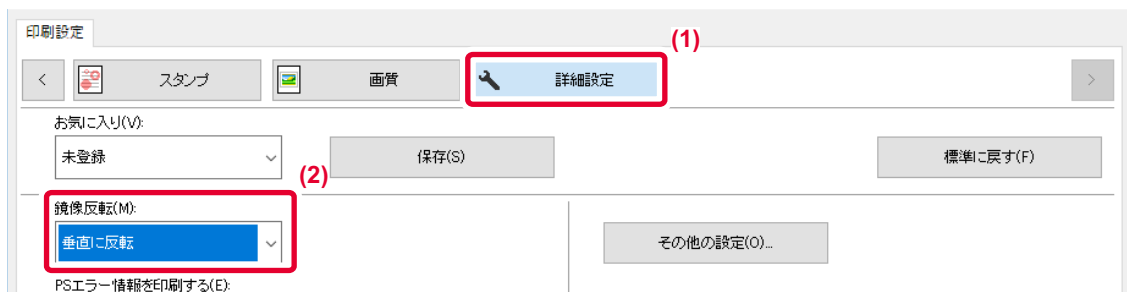 印刷設定
(1)
< スタンプ 画質 詳細設定 >
お気に入り(V):
未登録 保存(S) 標準に戻す(F)
(2)
鏡像反転(M):
垂直に反転 その他の設定(O)...
PSエラー情報を印刷する(E):